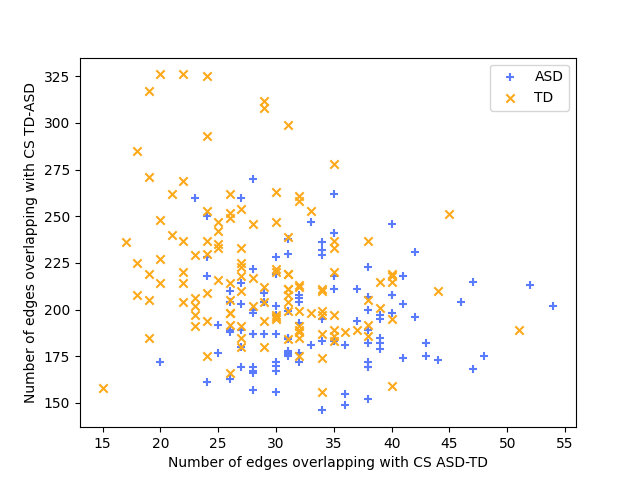 325
300
275
250
225
200
175
150
Number of edges overlapping with CS TD-ASD
ASD
TD
15 20 25 30 35 40 45 50 55
Number of edges overlapping with CS ASD-TD